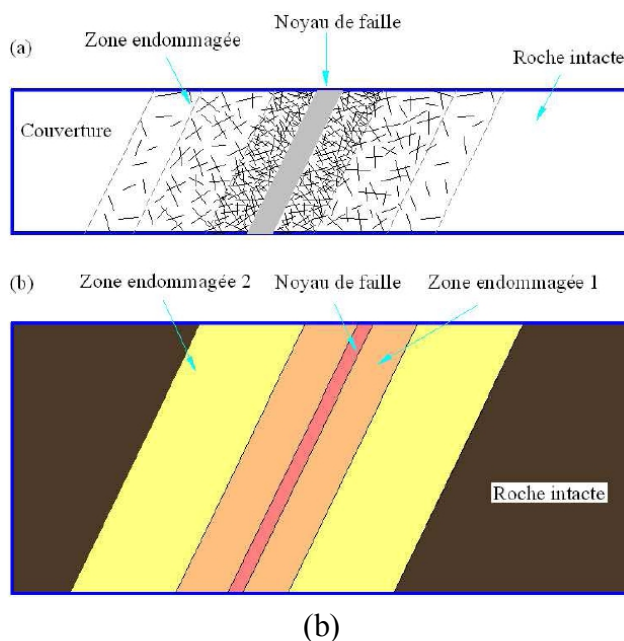 (a)
Zone endommagée
Noyau de faille
Roche intacte
Couverture
(b)
Zone endommagée 2
Noyau de faille
Zone endommagée 1
Roche intacte
(b)